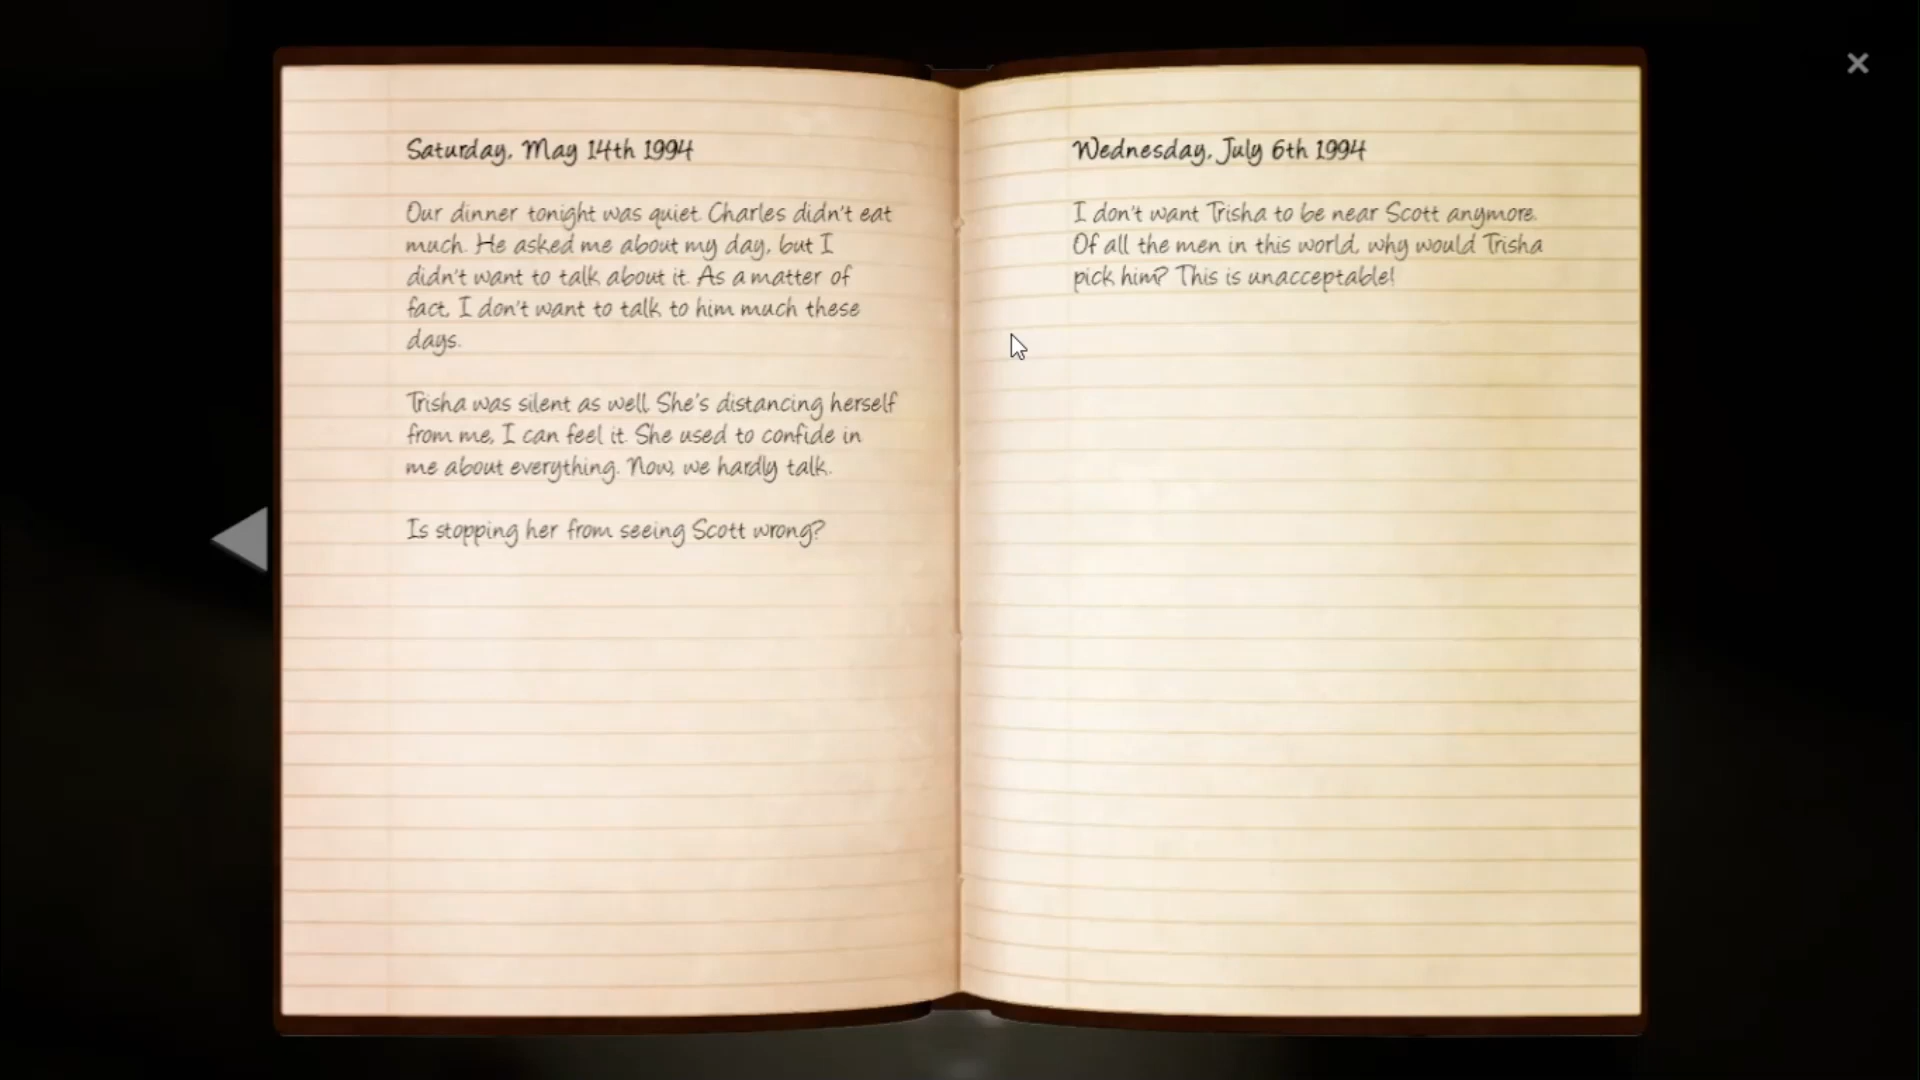 Saturday, May 14th 1994
Our dinner tonight was quiet. Charles didn't eat
much. He asked me about my day, but I
didn't want to talk about it. As a matter of
fact, I don't want to talk to him much these
days.
Trisha was silent as well. She's distancing herself
from me, I can feel it. She used to confide in
me about everything. Now, we hardly talk.
Is stopping her from seeing Scott wrong?
Wednesday, July 6th 1994
I don't want Trisha to be near Scott anymore.
Of all the men in this world, why would Trisha
pick him? This is unacceptable!